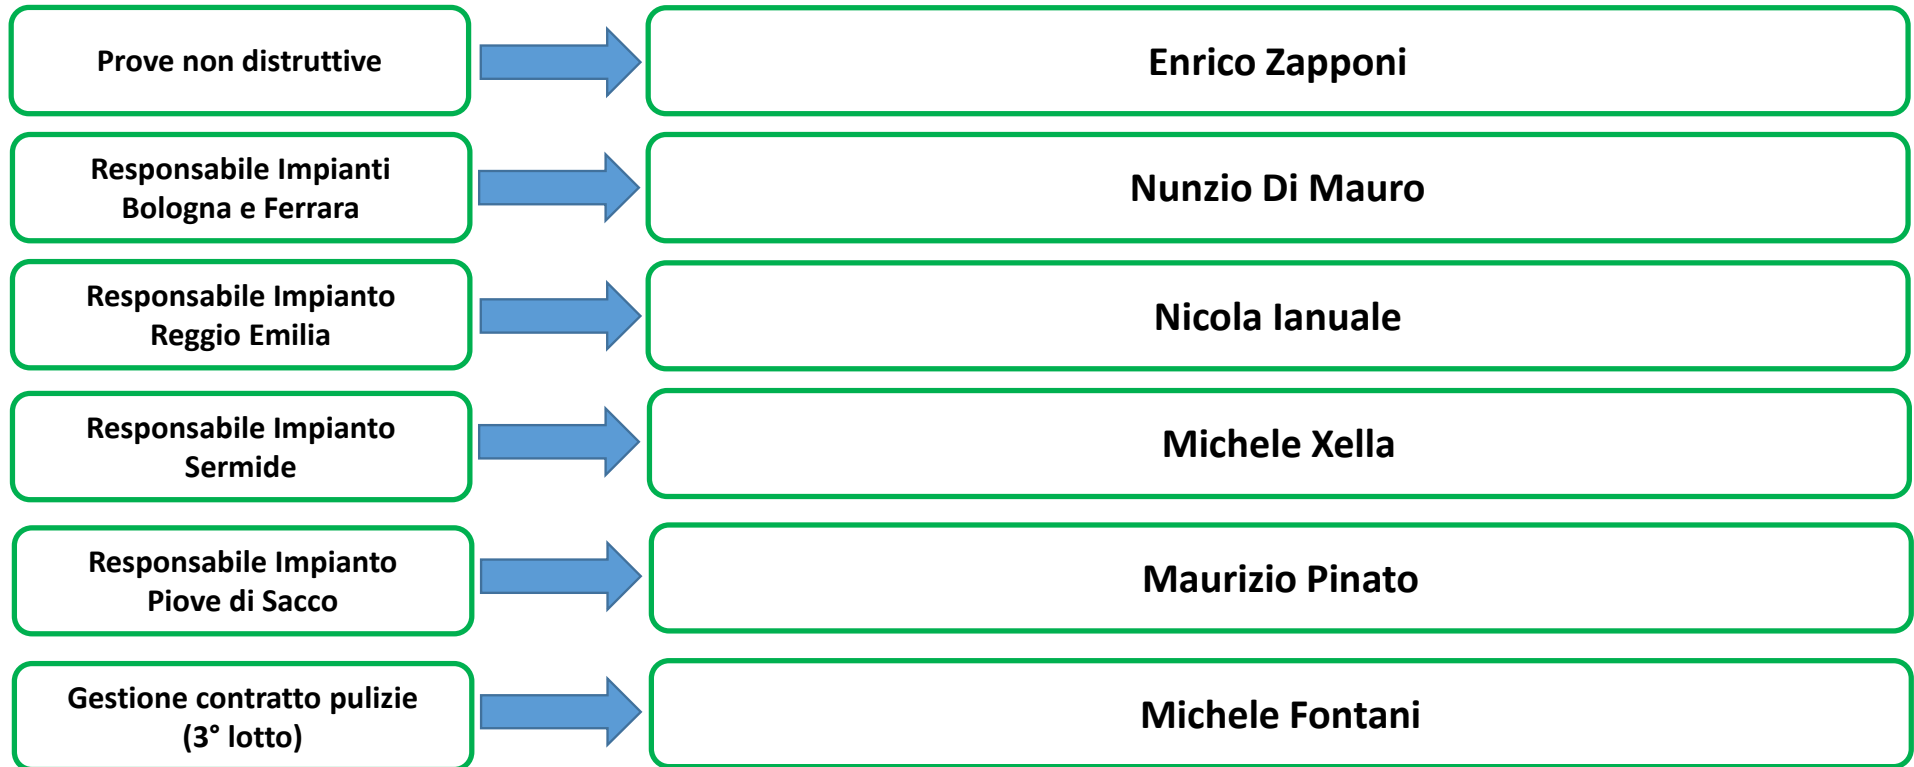 Prove non distruttive
Enrico Zapponi
Responsabile Impianti
Bologna e Ferrara
Nunzio Di Mauro
Responsabile Impianto
Reggio Emilia
Nicola Ianuale
Responsabile Impianto
Sermide
Michele Xella
Responsabile Impianto
Piove di Sacco
Maurizio Pinato
Gestione contratto pulizie
(3° lotto)
Michele Fontani